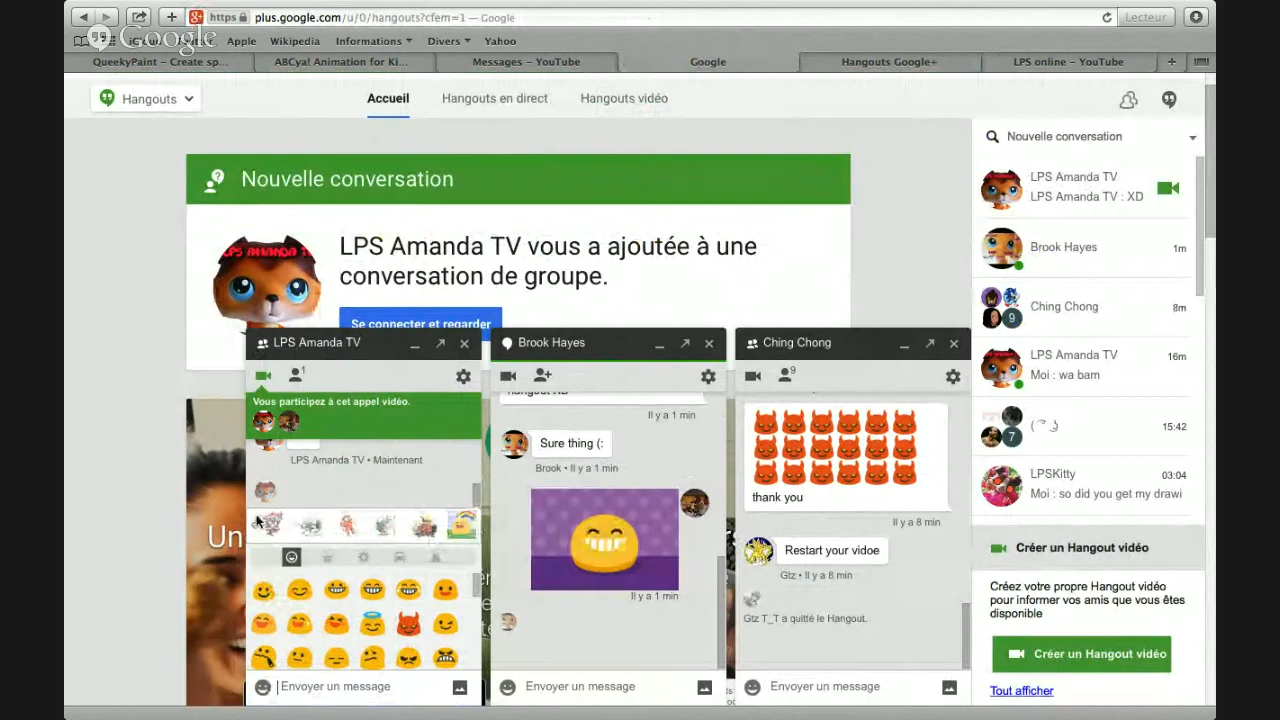 https plus.google.com/u/0/hangouts?cfem=1 — Google
Lecteur
Google
Apple
Wikipedia
Informations
Divers
Yahoo
QueekyPaint – Create sp...
ABCya! Animation for Ki...
Messages – YouTube
Google
Hangouts Google+
LPS online – YouTube
Hangouts
Accueil
Hangouts en direct
Hangouts vidéo
Nouvelle conversation
LPS AMANDA TV
LPS Amanda TV vous a ajoutée à une
conversation de groupe.
Se connecter et regarder
Un
LPS Amanda TV
1
Vous participez à cet appel vidéo.
LPS Amanda TV • Maintenant
Envoyer un message
Brook Hayes
Il y a 1 min
Sure thing (:
Brook • Il y a 1 min
Il y a 1 min
Envoyer un message
Ching Chong
9
thank you
Il y a 8 min
Restart your vidoe
Gtz • Il y a 8 min
Gtz T_T a quitté le Hangout.
Envoyer un message
Nouvelle conversation
LPS Amanda TV
LPS Amanda TV : XD
Brook Hayes
1m
Ching Chong
8m
9
LPS Amanda TV
16m
Moi : wa bam
15:42
7
LPSKitty
03:04
Moi : so did you get my drawi
Créer un Hangout vidéo
Créez votre propre Hangout vidéo
pour informer vos amis que vous êtes
disponible
Créer un Hangout vidéo
Tout afficher